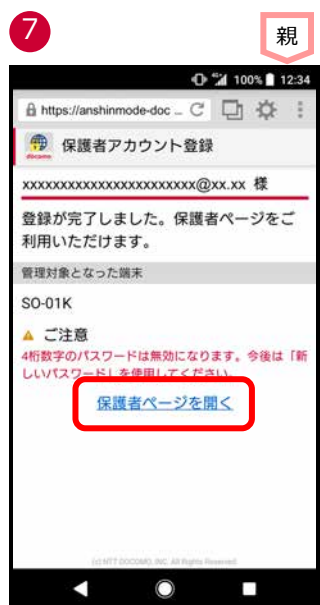 7
親
100% 12:34
https://anshinmode-doc ...
docomo
保護者アカウント登録
xxxxxxxxxxxxxxxxxxxxxxx@xx.xx 様
登録が完了しました。保護者ページをご
利用いただけます。
管理対象となった端末
SO-01K
ご注意
4桁数字のパスワードは無効になります。今後は「新
しいパスワード」を使用してください。
保護者ページを開く
(c) NTT DOCOMO, INC. All Rights Reserved.